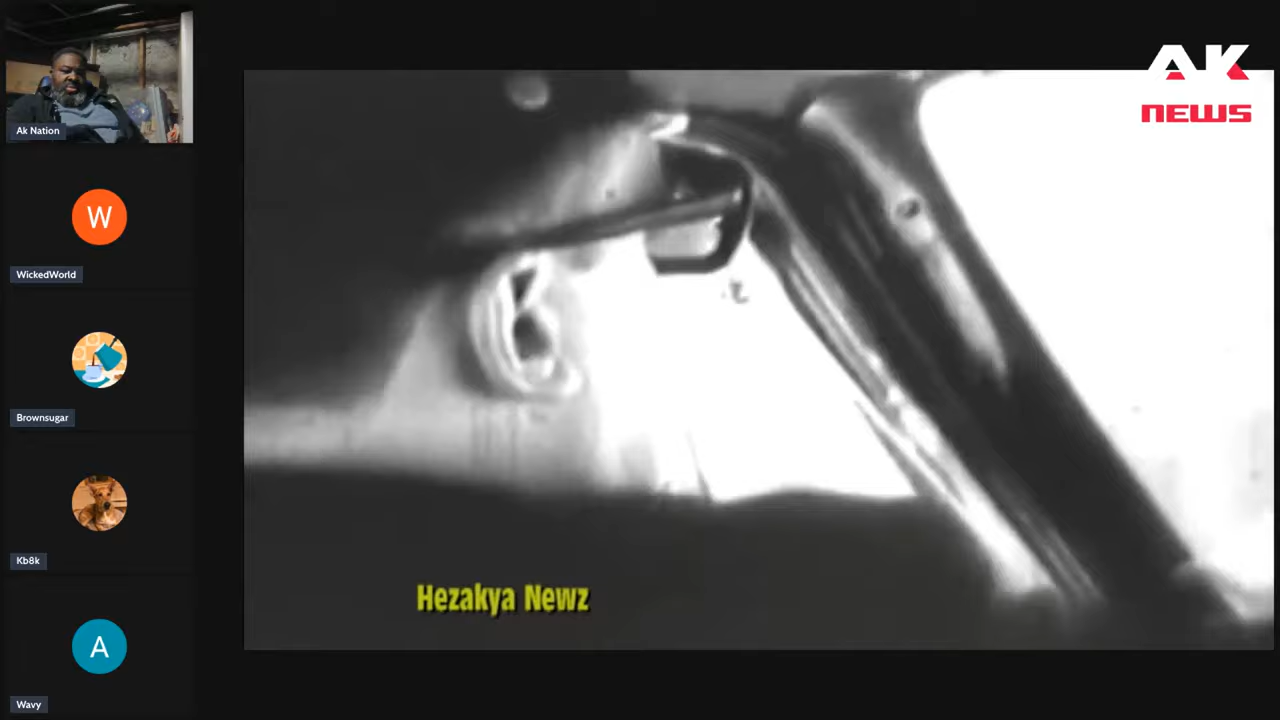 Ak Nation
W
WickedWorld
Brownsugar
Kb8k
A
Wavy
AK
NEWS
Hezakya Newz